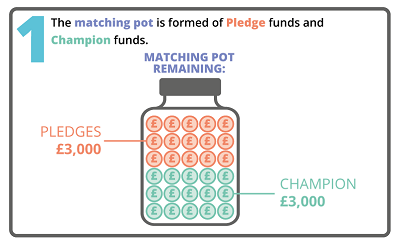 1
The matching pot is formed of Pledge funds and
Champion funds.
MATCHING POT
REMAINING:
£ £ £ £ £
£ £ £ £ £
£ £ £ £ £
£ £ £ £ £
£ £ £ £ £
£ £ £ £ £
PLEDGES
£3,000
CHAMPION
£3,000